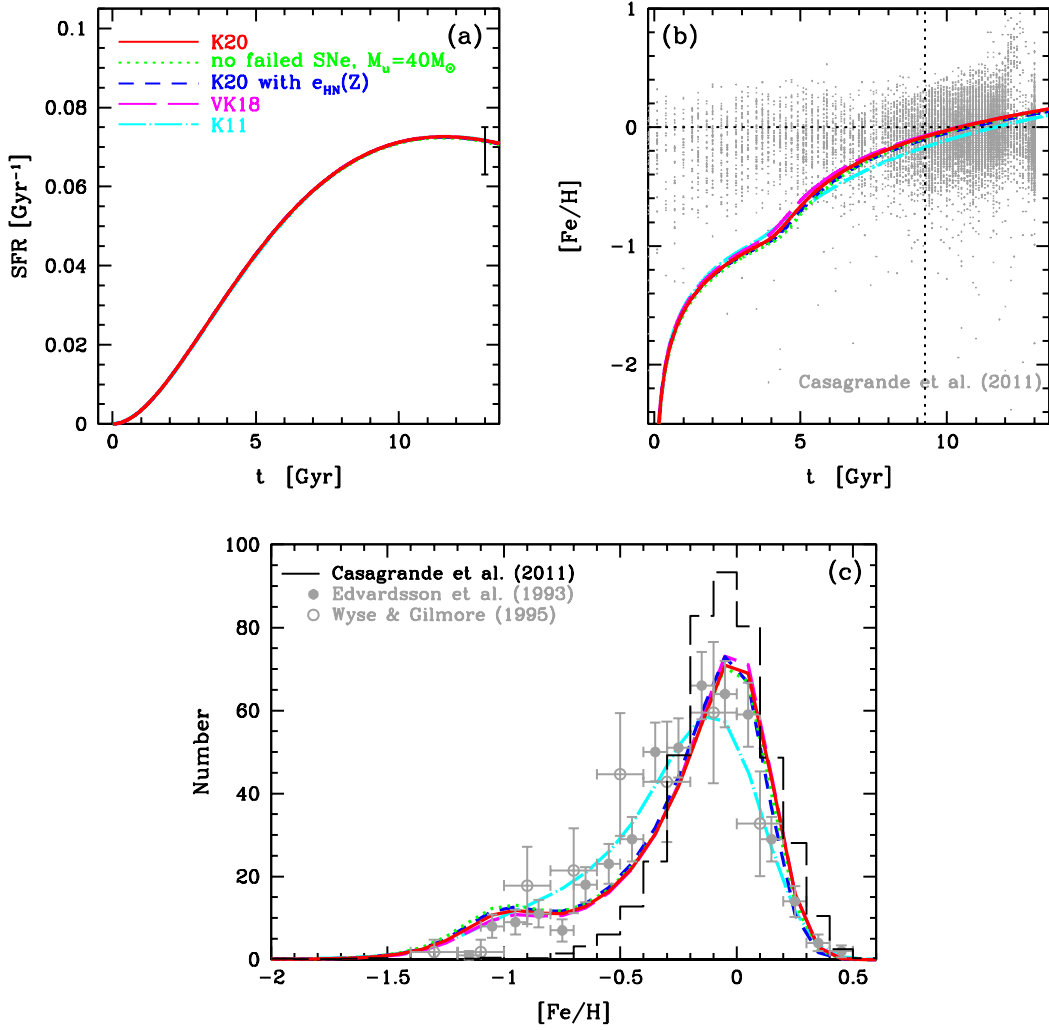 (a)
K20
no failed SNe, M_u=40M_⊙
K20 with e_HN(Z)
VK18
K11
SFR [Gyr⁻¹]
0.1
0.08
0.06
0.04
0.02
0
0
5
10
t [Gyr]
(b)
[Fe/H]
1
0
−1
−2
Casagrande et al. (2011)
0
5
10
t [Gyr]
(c)
Casagrande et al. (2011)
Edvardsson et al. (1993)
Wyse & Gilmore (1995)
Number
100
80
60
40
20
0
−2
−1.5
−1
−0.5
0
0.5
[Fe/H]